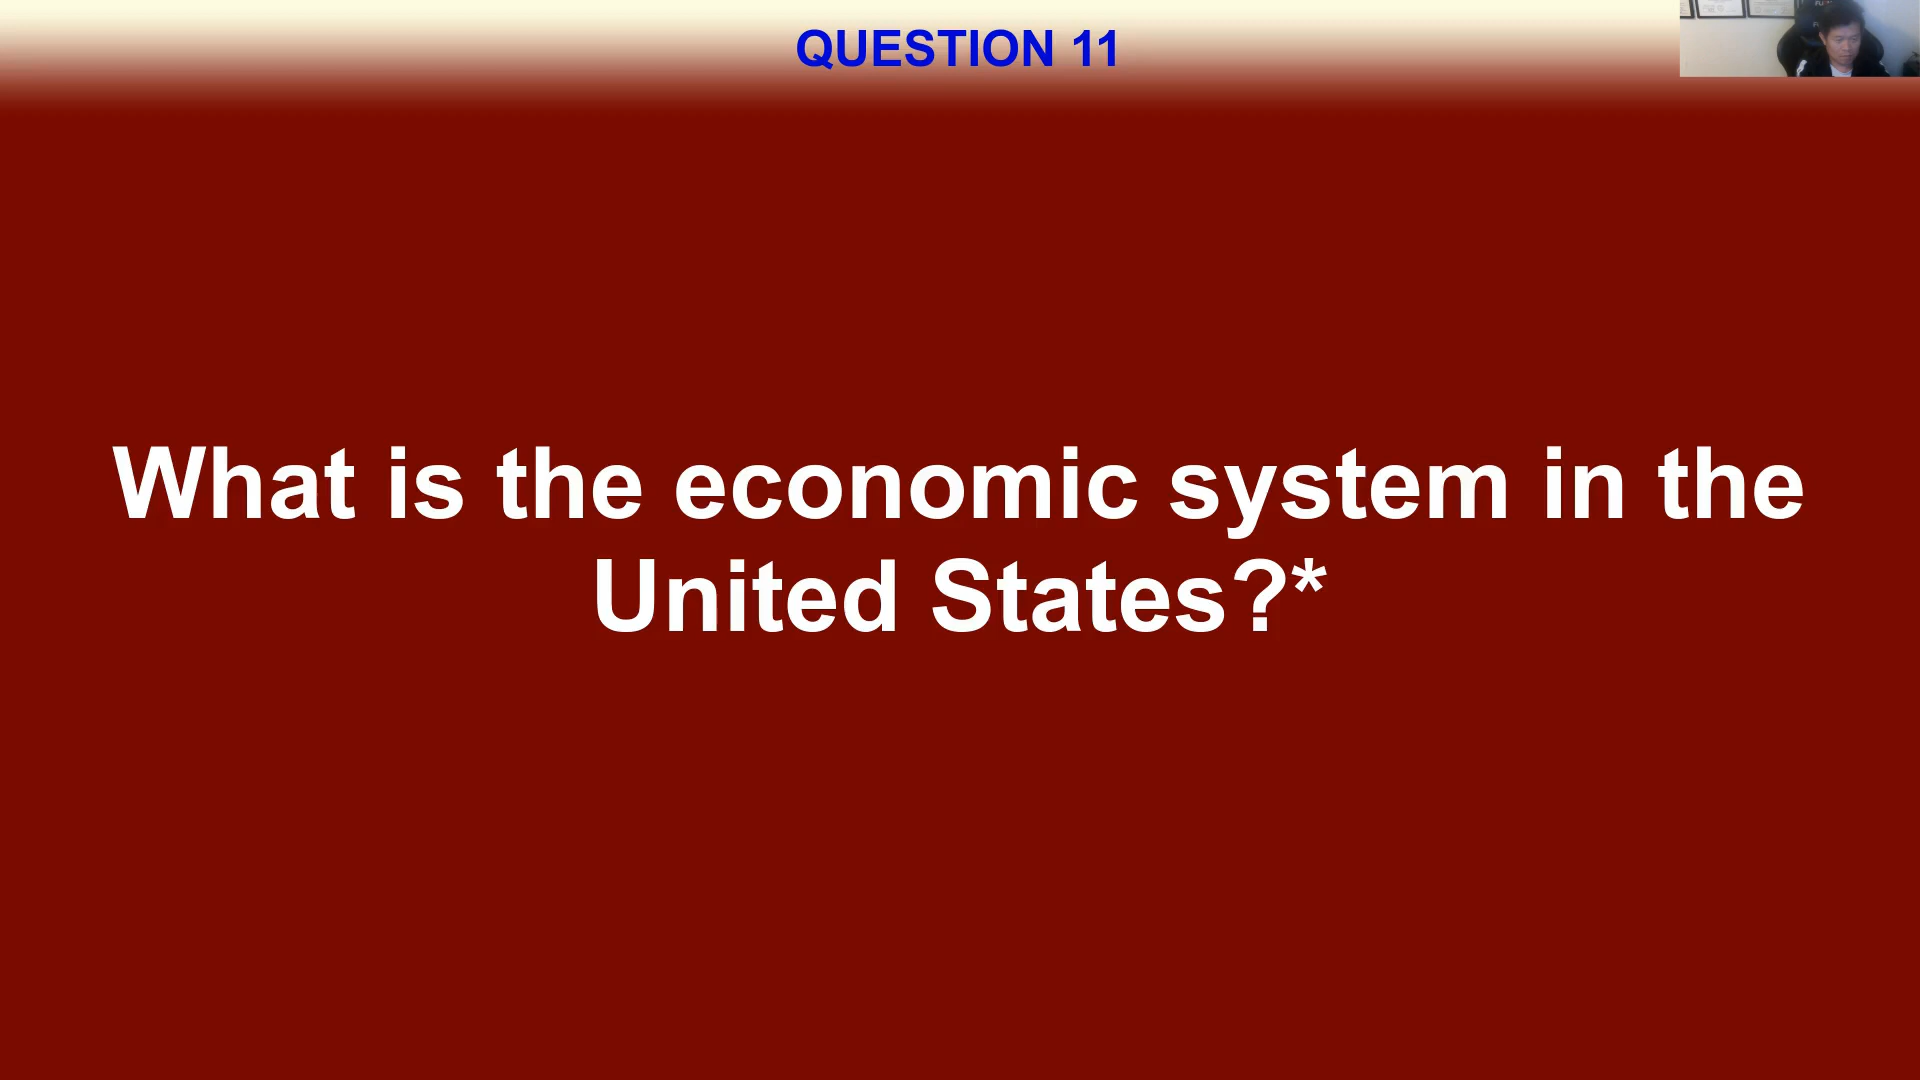 QUESTION 11
What is the economic system in the
United States?*